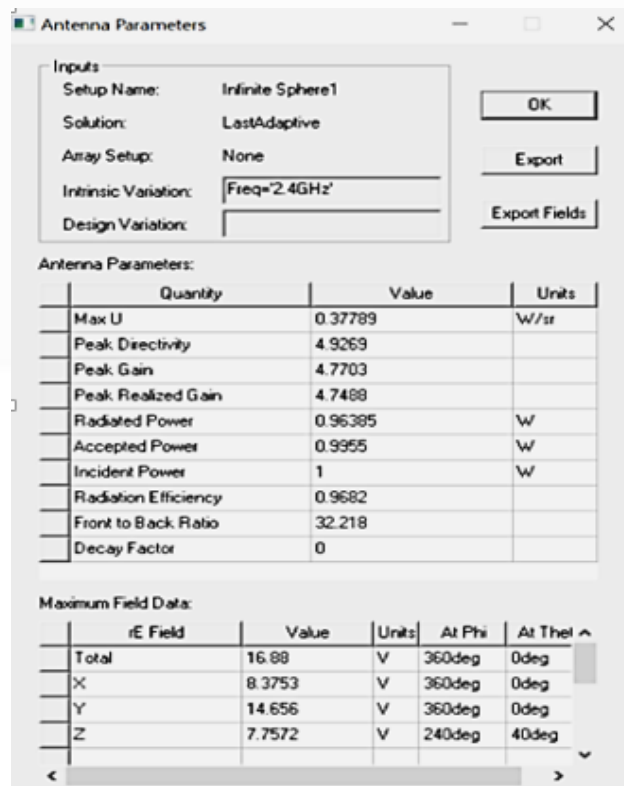 Antenna Parameters
Inputs
Setup Name: Infinite Sphere1
Solution: LastAdaptive
Array Setup: None
Intrinsic Variation: Freq='2.4GHz'
Design Variation:
OK
Export
Export Fields
Antenna Parameters:
Quantity Value Units
Max U 0.37789 W/sr
Peak Directivity 4.9269
Peak Gain 4.7703
Peak Realized Gain 4.7488
Radiated Power 0.96385 W
Accepted Power 0.9955 W
Incident Power 1 W
Radiation Efficiency 0.9682
Front to Back Ratio 32.218
Decay Factor 0
Maximum Field Data:
rE Field Value Units At Phi At Thet
Total 16.88 V 360deg 0deg
X 8.3753 V 360deg 0deg
Y 14.656 V 360deg 0deg
Z 7.7572 V 240deg 40deg